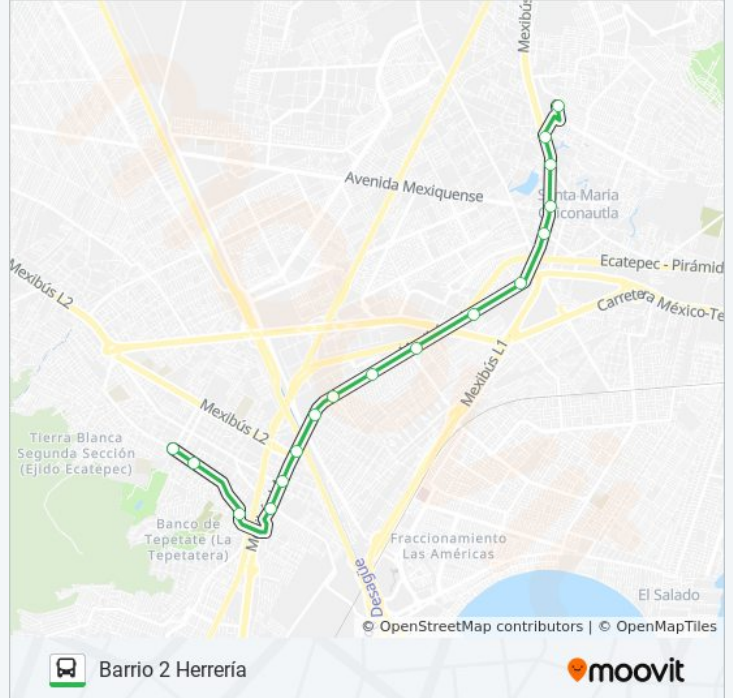 Mexibús
Avenida Mexiquense
Santa Maria
Chiconautla
Ecatepec - Pirámid
Carretera México-Te
Mexibús L2
Mexibús L1
Mexibús L2
Tierra Blanca
Segunda Sección
(Ejido Ecatepec)
Banco de
Tepetate (La
Tepetatera)
Fraccionamiento
Las Américas
Desagüe
El Salado
© OpenStreetMap contributors | © OpenMapTiles
Barrio 2 Herrería
moovit